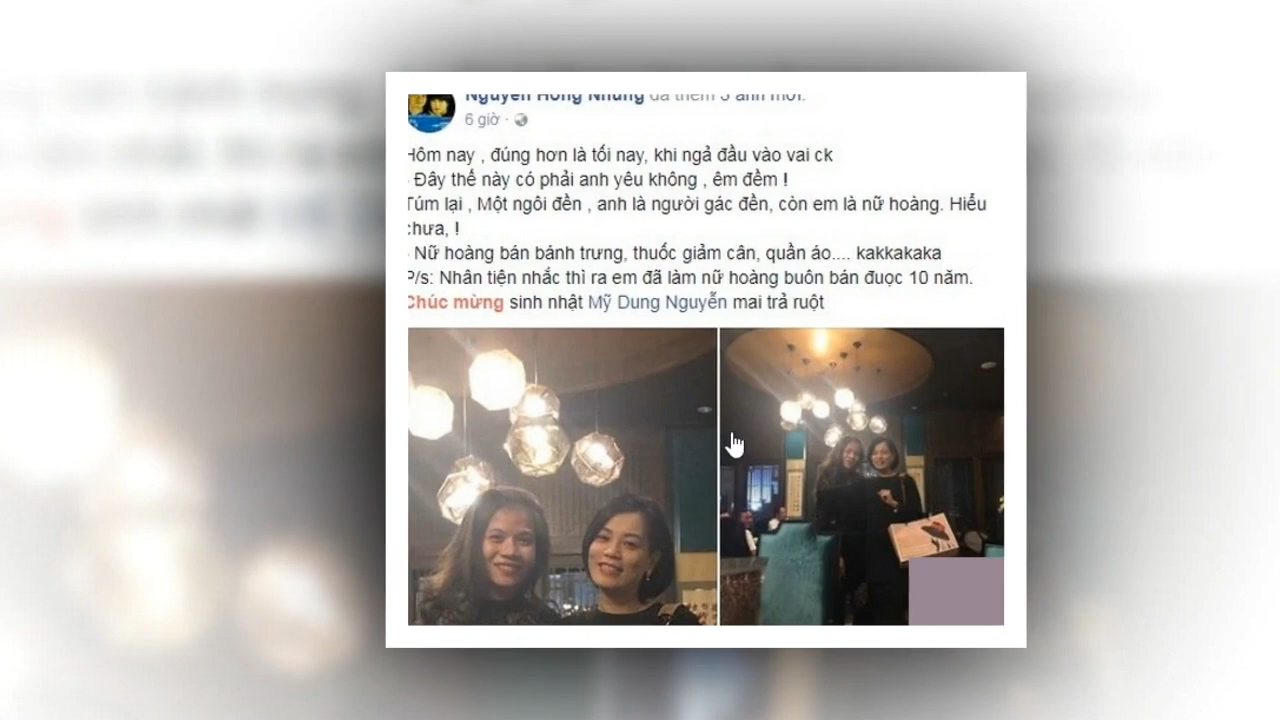 Nguyễn Hồng Nhung đã thêm 3 ảnh mới.
6 giờ ·
Hôm nay , đúng hơn là tối nay, khi ngả đầu vào vai ck
- Đây thế này có phải anh yêu không , êm đềm !
Túm lại , Một ngôi đền , anh là người gác đền, còn em là nữ hoàng. Hiểu
chưa, !
- Nữ hoàng bán bánh trưng, thuốc giảm cân, quần áo.... kakkakaka
P/s: Nhân tiện nhắc thì ra em đã làm nữ hoàng buôn bán đuọc 10 năm.
Chúc mừng sinh nhật Mỹ Dung Nguyễn mai trả ruột